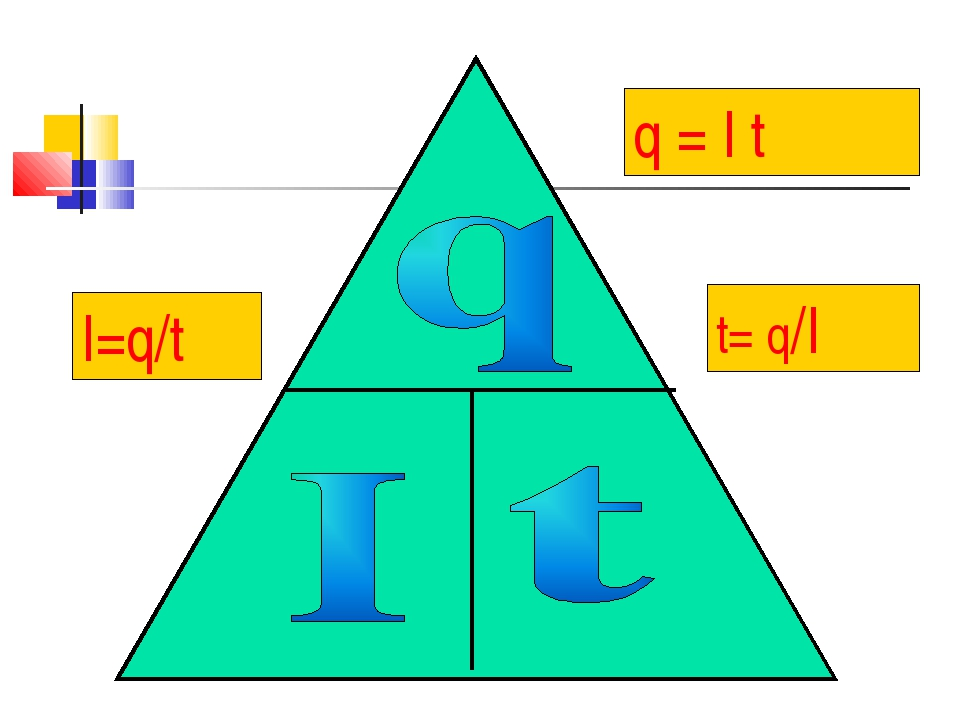 q = I t
q
I=q/t
t= q/I
I t